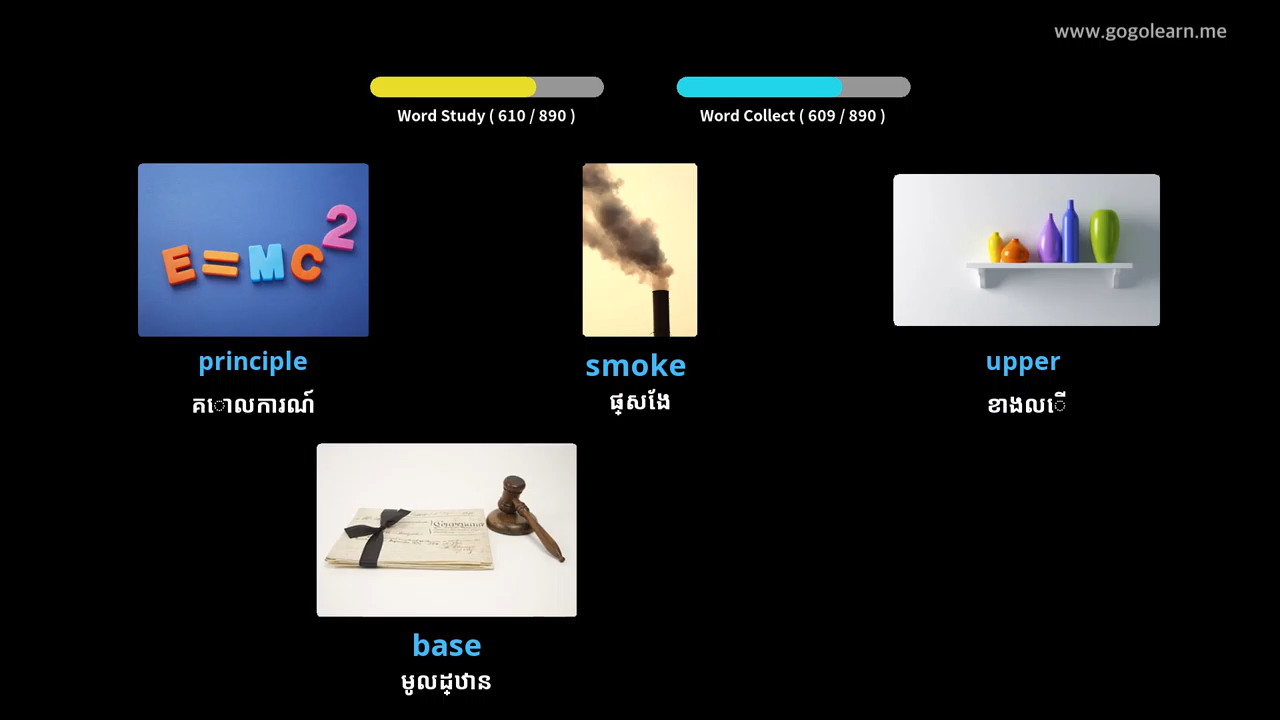 www.gogolearn.me
Word Study ( 610 / 890 )
Word Collect ( 609 / 890 )
E=MC2
principle
គោលការណ៍
smoke
ផ្សែង
upper
ខាងលើ
base
មូលដ្ឋាន